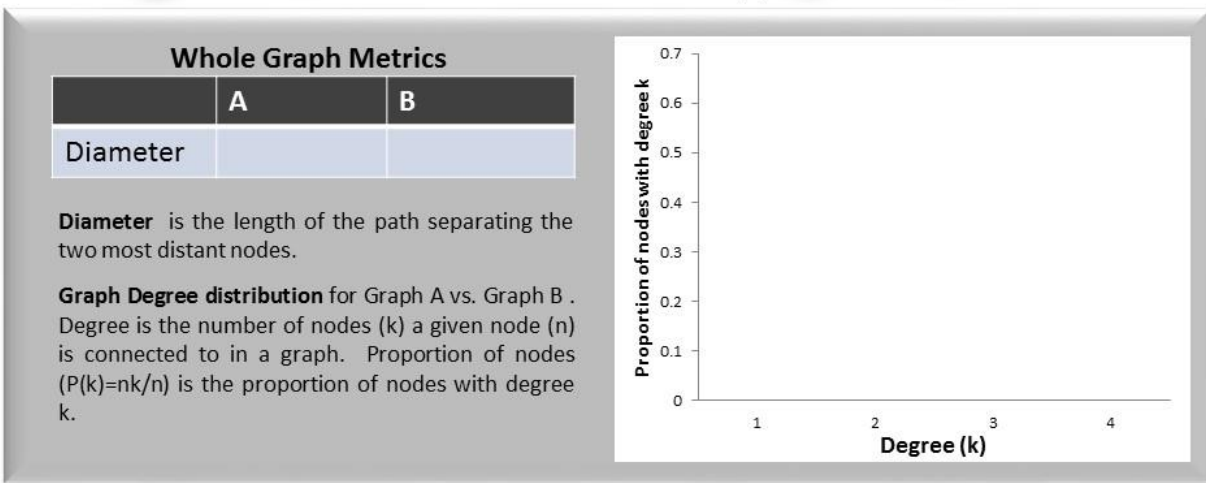 Whole Graph Metrics
A B
Diameter
Diameter is the length of the path separating the
two most distant nodes.
Graph Degree distribution for Graph A vs. Graph B .
Degree is the number of nodes (k) a given node (n)
is connected to in a graph. Proportion of nodes
(P(k)=nk/n) is the proportion of nodes with degree
k.
Proportion of nodes with degree k
0.7
0.6
0.5
0.4
0.3
0.2
0.1
0
1 2 3 4
Degree (k)